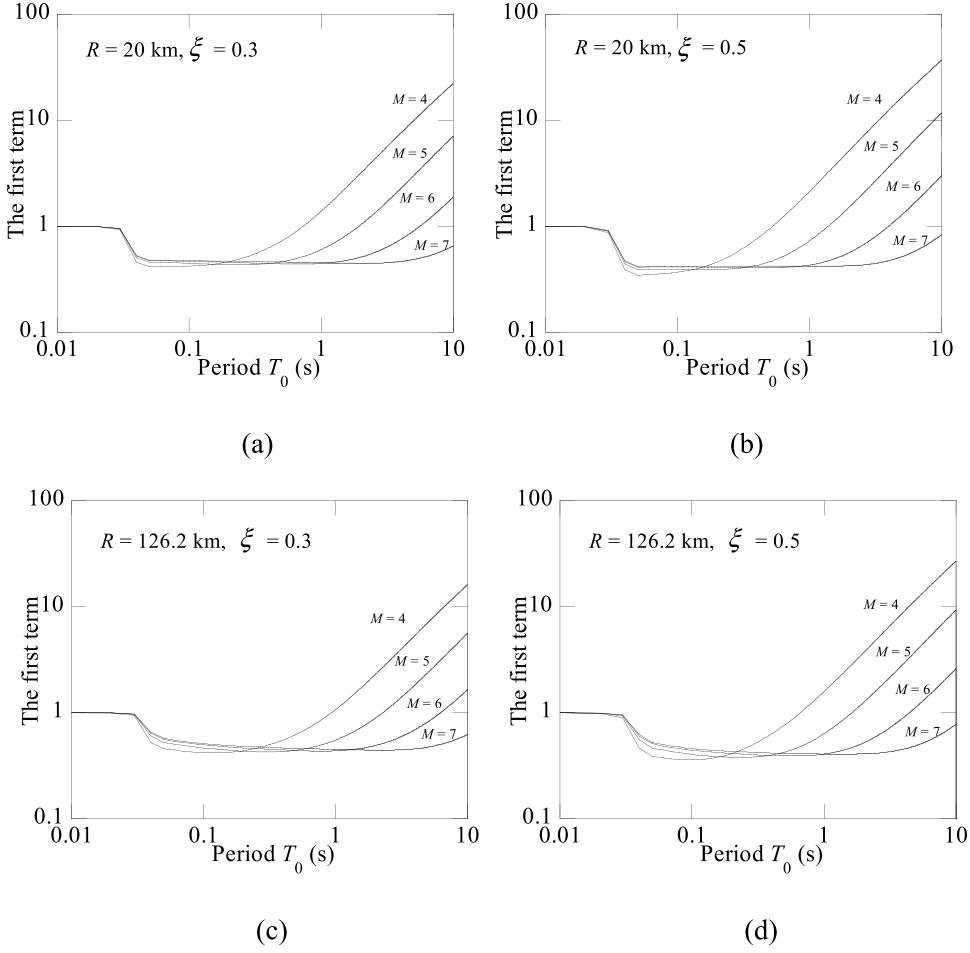 100
R = 20 km, ξ = 0.3
M = 4
10
M = 5
The first term
M = 6
1
M = 7
0.1
0.01
0.1
1
10
Period T0 (s)
(a)
100
R = 20 km, ξ = 0.5
M = 4
10
M = 5
The first term
M = 6
1
M = 7
0.1
0.01
0.1
1
10
Period T0 (s)
(b)
100
R = 126.2 km, ξ = 0.3
10
M = 4
The first term
M = 5
M = 6
1
M = 7
0.1
0.01
0.1
1
10
Period T0 (s)
(c)
100
R = 126.2 km, ξ = 0.5
10
M = 4
The first term
M = 5
M = 6
1
M = 7
0.1
0.01
0.1
1
10
Period T0 (s)
(d)